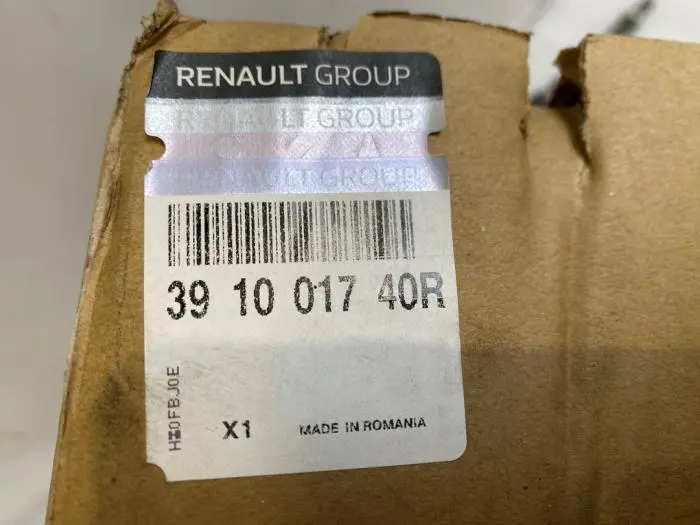 RENAULT GROUP
RENAULT GROUP
RENAULT GROUP
39 10 017 40R
X1
MADE IN ROMANIA